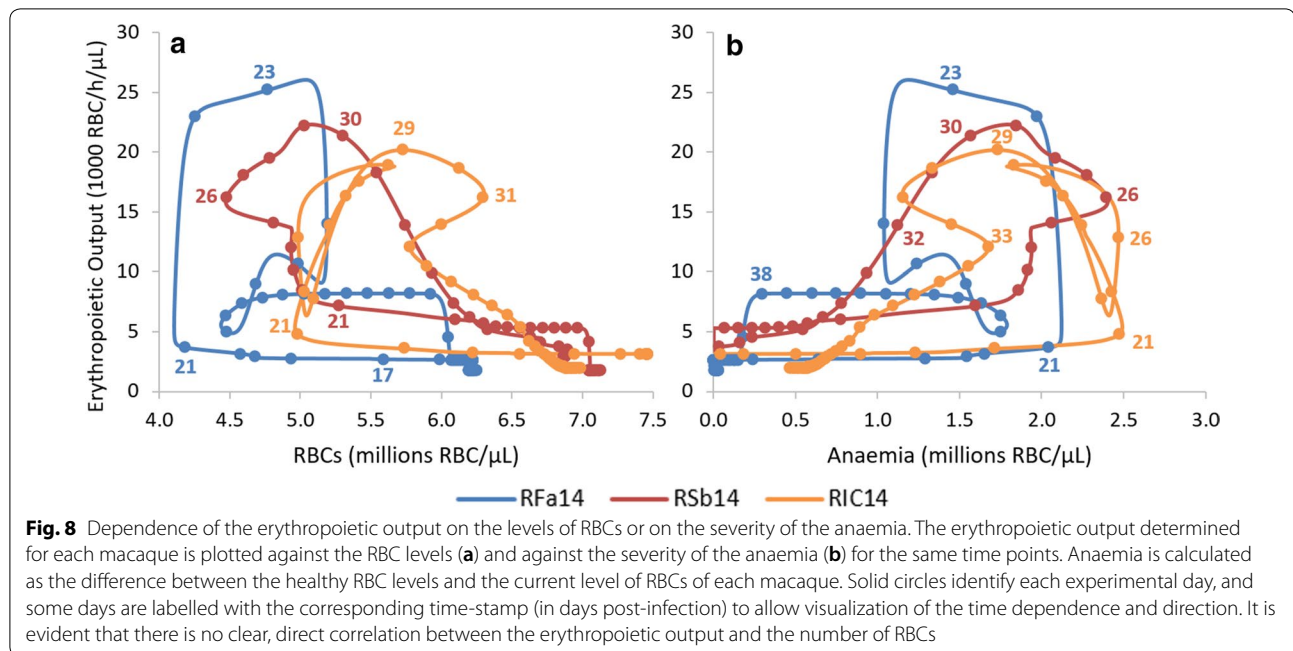 a
b
Erythropoietic Output (1000 RBC/h/µL)
30
25
20
15
10
5
0
23
30
29
26
31
21
21
21
17
4.0 4.5 5.0 5.5 6.0 6.5 7.0 7.5
RBCs (millions RBC/µL)
23
30
29
26
32
33
26
38
21
21
0.0 0.5 1.0 1.5 2.0 2.5 3.0
Anaemia (millions RBC/µL)
RFa14 RSb14 RIC14
Fig. 8 Dependence of the erythropoietic output on the levels of RBCs or on the severity of the anaemia. The erythropoietic output determined
for each macaque is plotted against the RBC levels (a) and against the severity of the anaemia (b) for the same time points. Anaemia is calculated
as the difference between the healthy RBC levels and the current level of RBCs of each macaque. Solid circles identify each experimental day, and
some days are labelled with the corresponding time-stamp (in days post-infection) to allow visualization of the time dependence and direction. It is
evident that there is no clear, direct correlation between the erythropoietic output and the number of RBCs